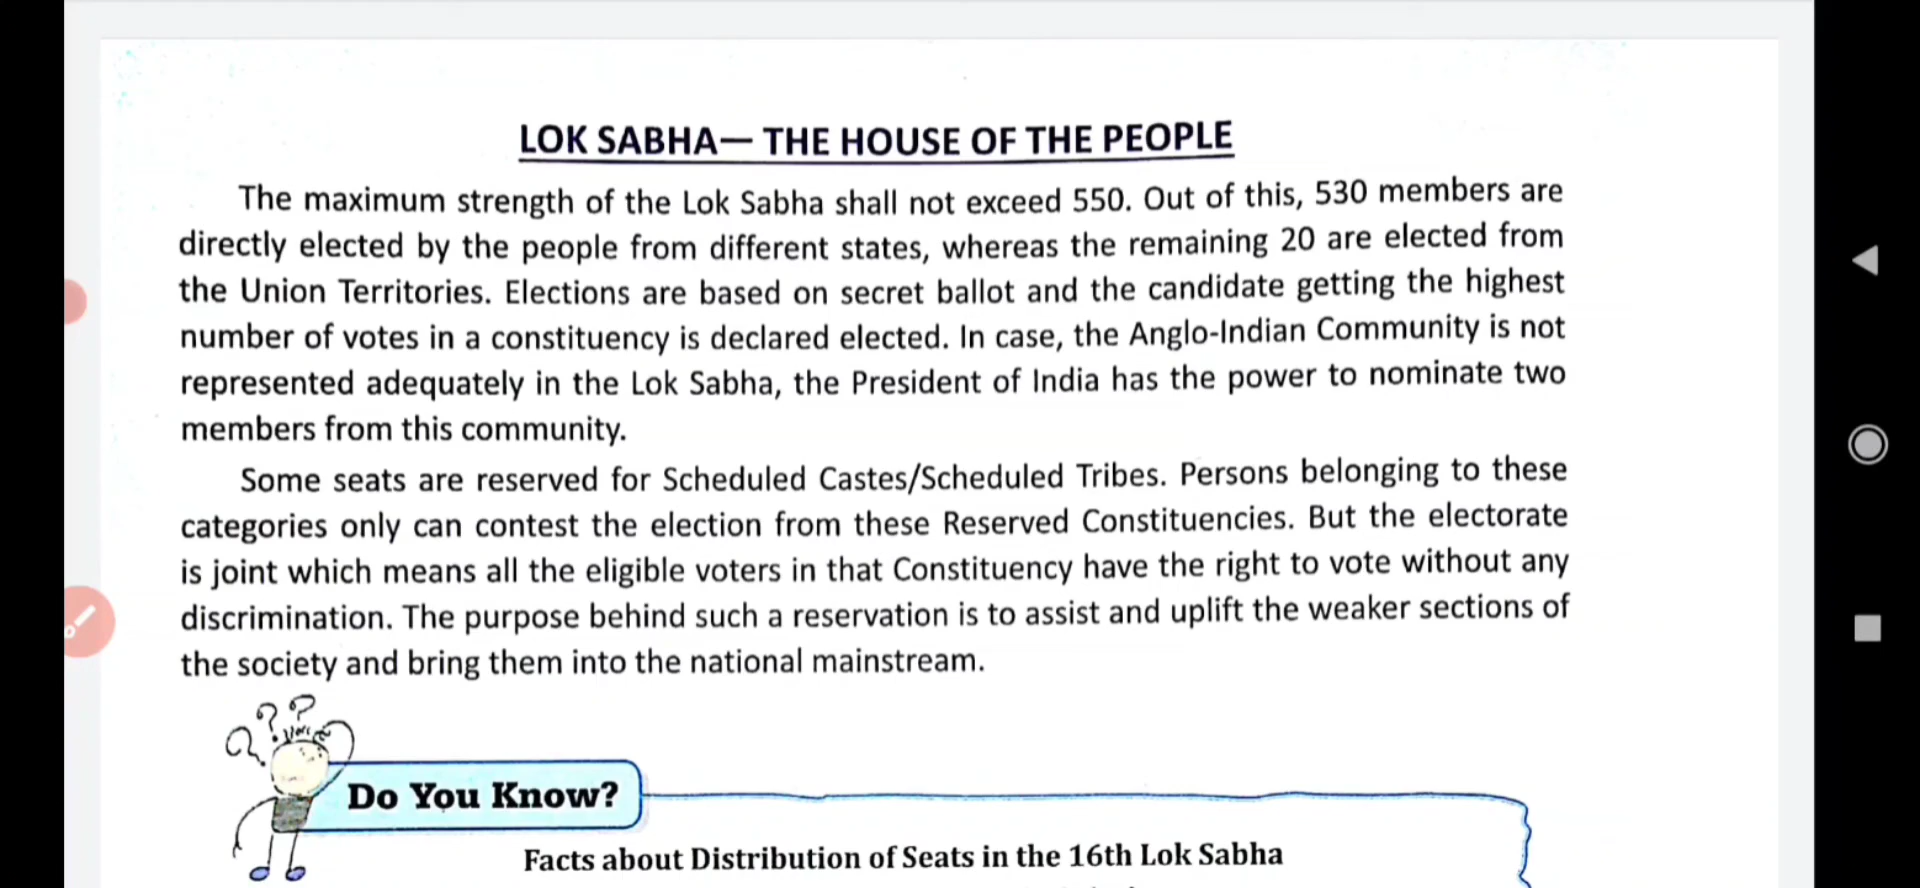 LOK SABHA— THE HOUSE OF THE PEOPLE
The maximum strength of the Lok Sabha shall not exceed 550. Out of this, 530 members are
directly elected by the people from different states, whereas the remaining 20 are elected from
the Union Territories. Elections are based on secret ballot and the candidate getting the highest
number of votes in a constituency is declared elected. In case, the Anglo-Indian Community is not
represented adequately in the Lok Sabha, the President of India has the power to nominate two
members from this community.
Some seats are reserved for Scheduled Castes/Scheduled Tribes. Persons belonging to these
categories only can contest the election from these Reserved Constituencies. But the electorate
is joint which means all the eligible voters in that Constituency have the right to vote without any
discrimination. The purpose behind such a reservation is to assist and uplift the weaker sections of
the society and bring them into the national mainstream.
???
Do You Know?
Facts about Distribution of Seats in the 16th Lok Sabha